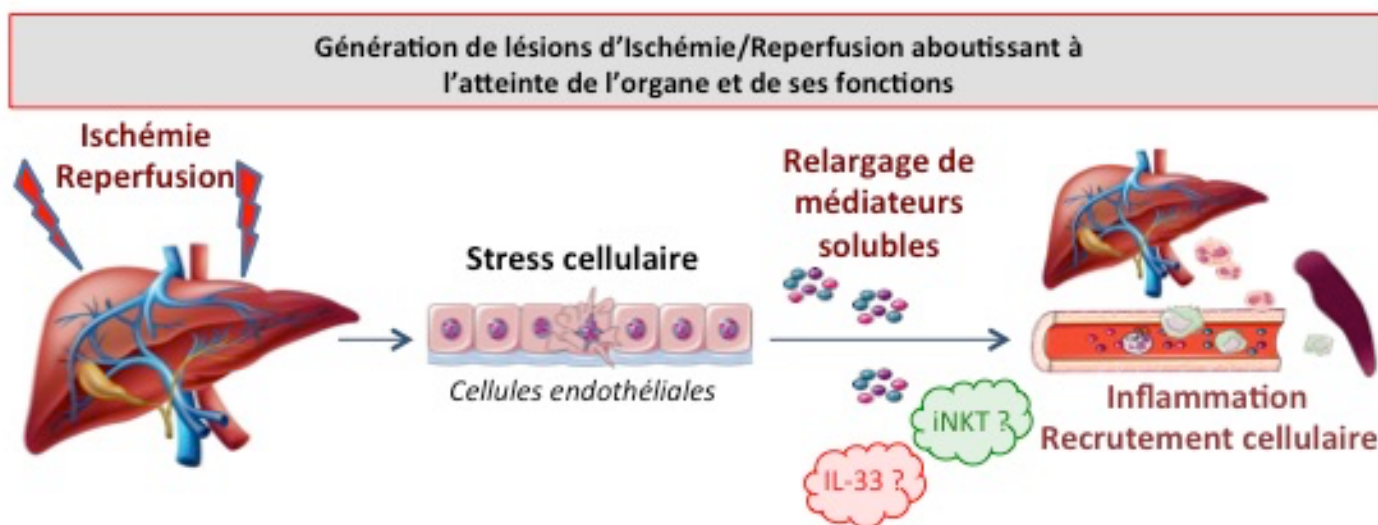 Génération de lésions d’Ischémie/Reperfusion aboutissant à
l’atteinte de l’organe et de ses fonctions
Ischémie
Reperfusion
Stress cellulaire
Cellules endothéliales
Relargage de
médiateurs
solubles
iNKT ?
IL-33 ?
Inflammation
Recrutement cellulaire